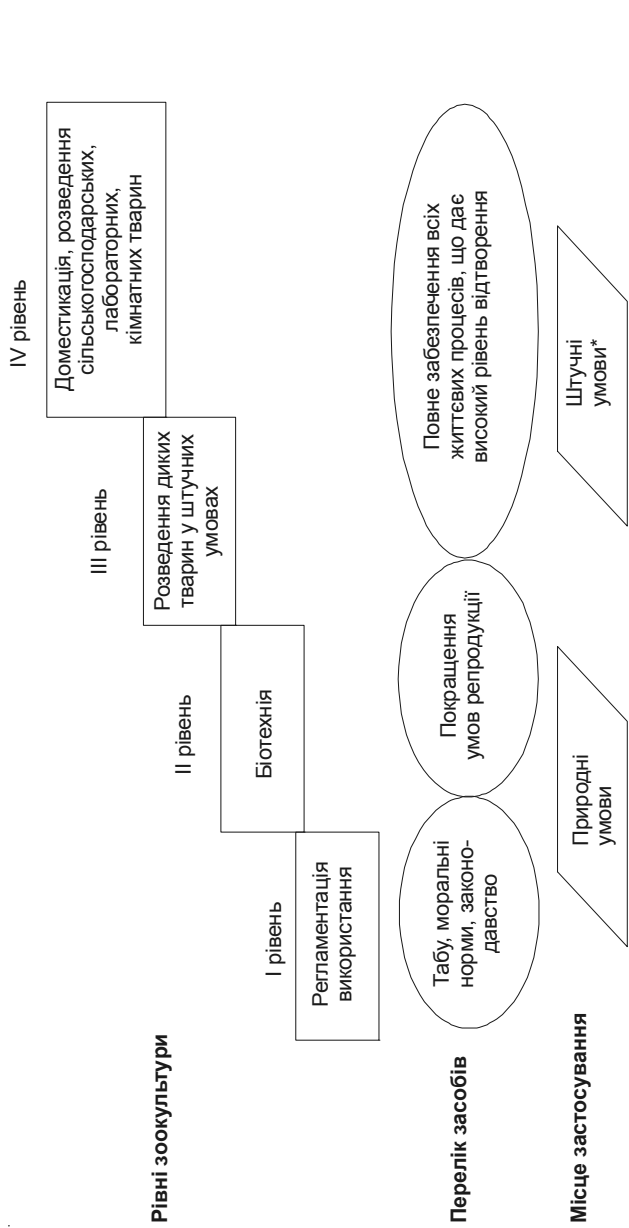 Рівні зоокультури
I рівень
Регламентація
використання
II рівень
Біотехнія
III рівень
Розведення диких
тварин у штучних
умовах
IV рівень
Доместикація, розведення
сільськогосподарських,
лабораторних,
кімнатних тварин
Перелік засобів
Табу, моральні
норми, законо-
давство
Покращення
умов репродукції
Повне забезпечення всіх
життєвих процесів, що дає
високий рівень відтворення
Місце застосування
Природні
умови
Штучні
умови*